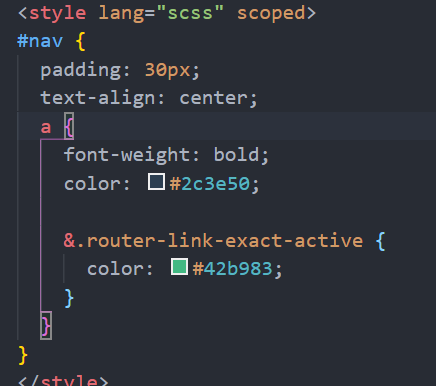 <style lang="scss" scoped>
#nav {
  padding: 30px;
  text-align: center;
  a {
    font-weight: bold;
    color: #2c3e50;

    &.router-link-exact-active {
      color: #42b983;
    }
  }
}
</style>